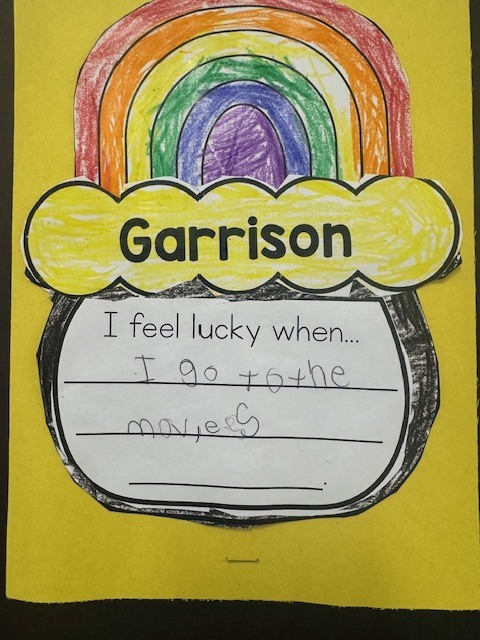 Garrison
I feel lucky when...
I go to the
movies
.